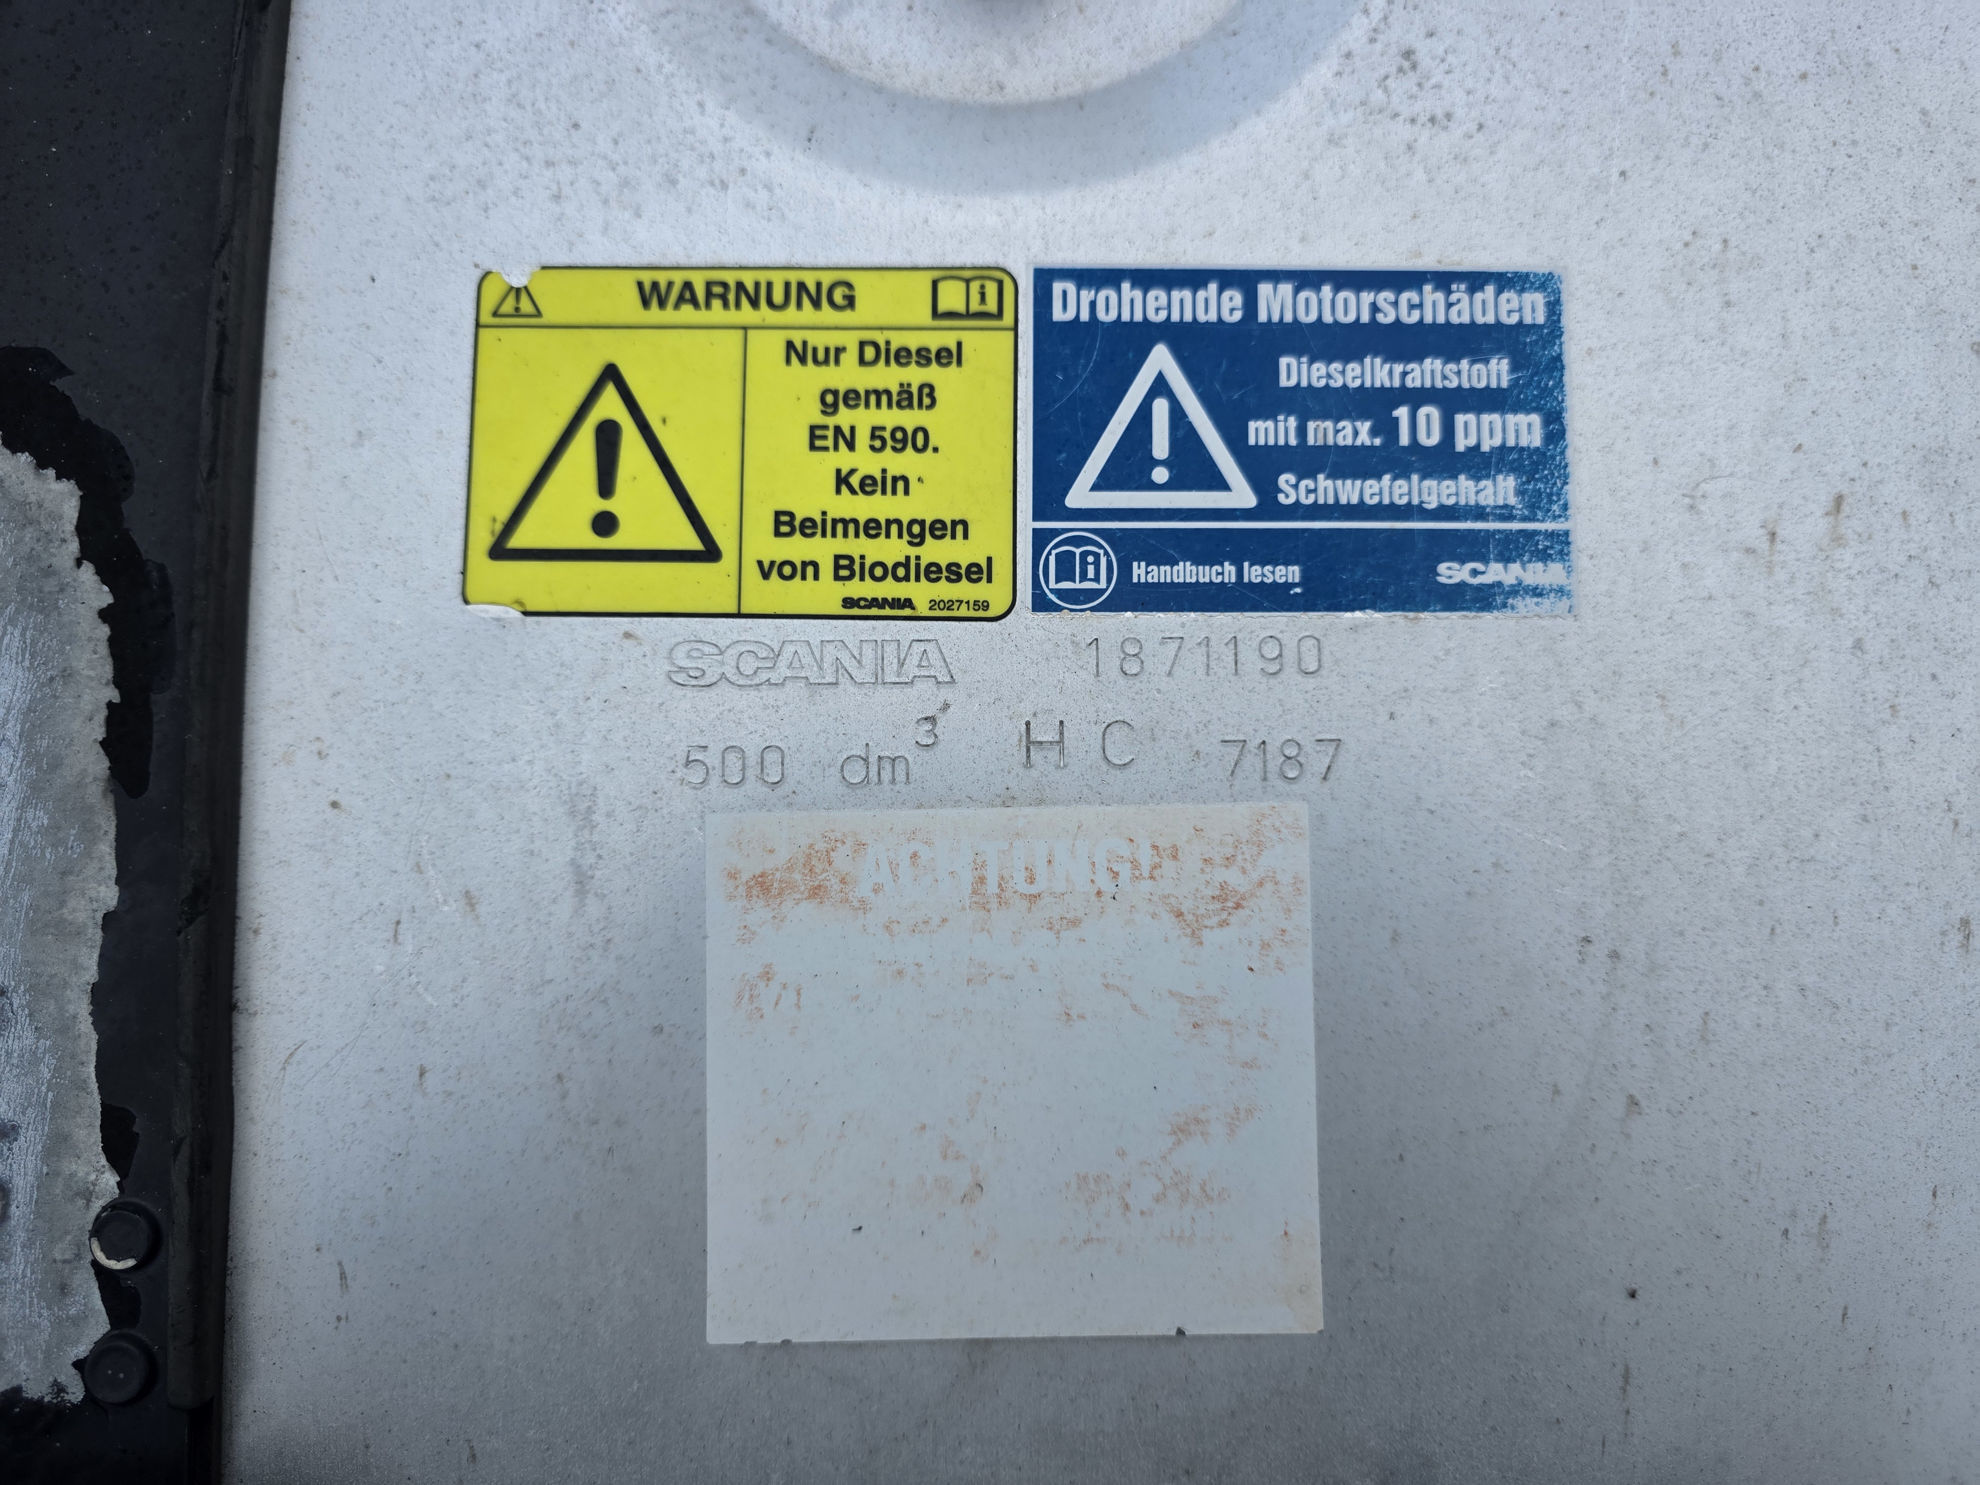 WARNUNG
Nur Diesel
gemäß
EN 590.
Kein
Beimengen
von Biodiesel
SCANIA 2027159
Drohende Motorschäden
Dieselkraftstoff
mit max. 10 ppm
Schwefelgehalt
Handbuch lesen
SCANIA
SCANIA 1871190
500 dm³ HC 7187
ACHTUNG!